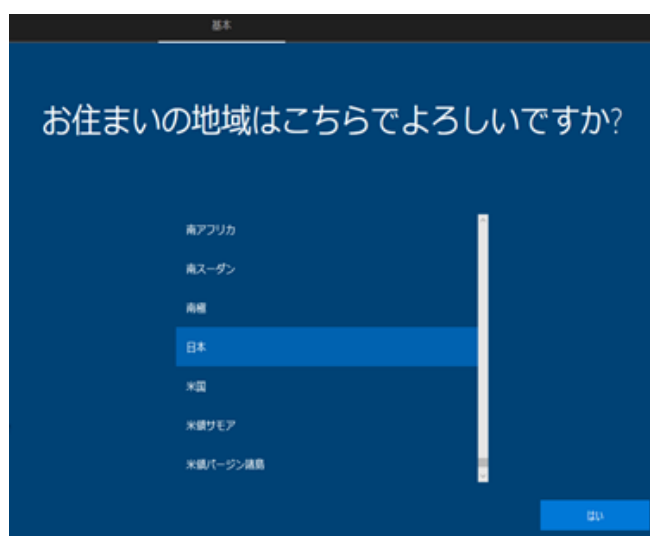 基本
お住まいの地域はこちらでよろしいですか?
南アフリカ
南スーダン
南極
日本
米国
米領サモア
米領バージン諸島
はい